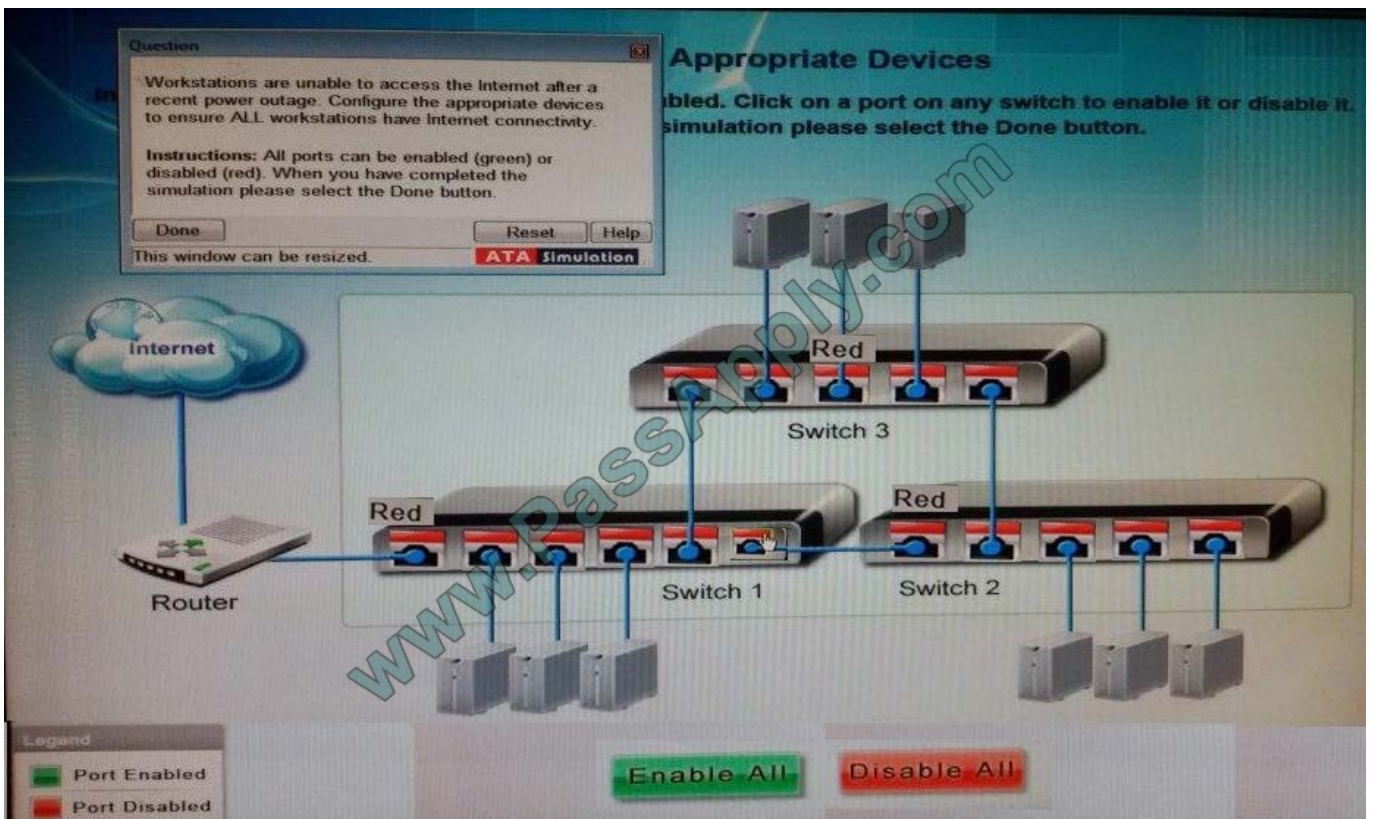 Question
Workstations are unable to access the Internet after a
recent power outage. Configure the appropriate devices
to ensure ALL workstations have Internet connectivity.
Instructions: All ports can be enabled (green) or
disabled (red). When you have completed the
simulation please select the Done button.
Done
Reset
Help
This window can be resized.
ATA Simulation
Appropriate Devices
Click on a port on any switch to enable it or disable it.
simulation please select the Done button.
Internet
Red
Switch 3
Red
Red
Switch 1
Switch 2
Router
www.PassApply.com
Legend
Port Enabled
Port Disabled
Enable All
Disable All